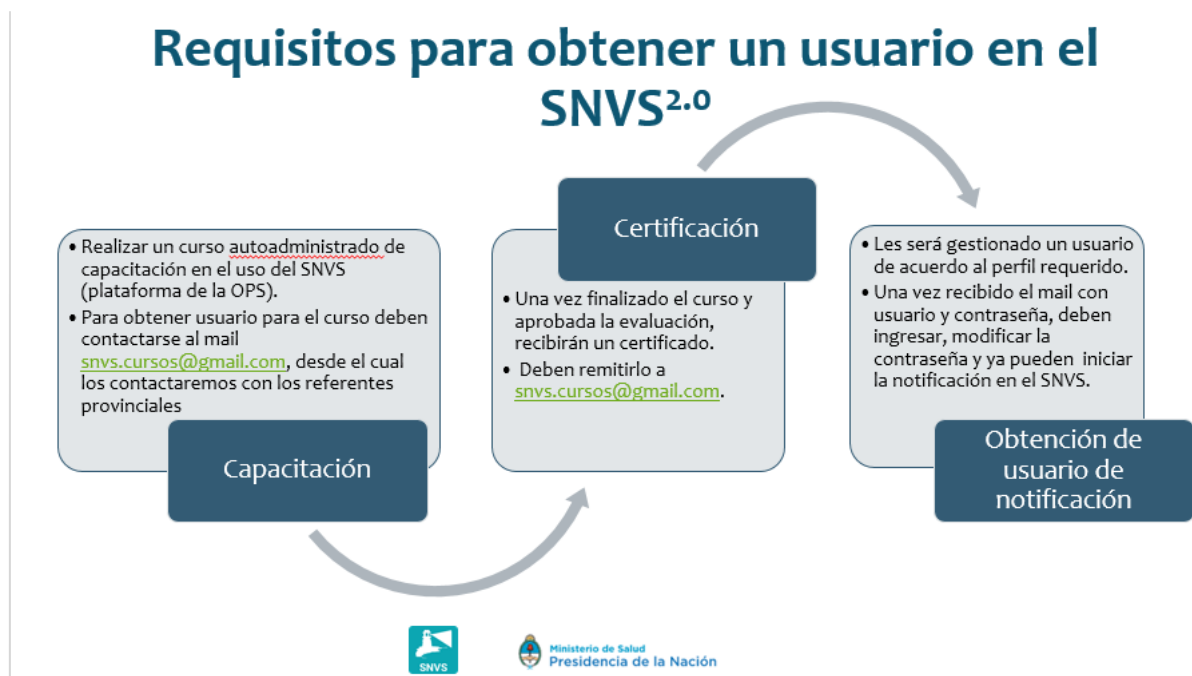 Requisitos para obtener un usuario en el
SNVS2.0
• Realizar un curso autoadministrado de
capacitación en el uso del SNVS
(plataforma de la OPS).
• Para obtener usuario para el curso deben
contactarse al mail
snvs.cursos@gmail.com, desde el cual
los contactaremos con los referentes
provinciales
Capacitación
Certificación
• Una vez finalizado el curso y
aprobada la evaluación,
recibirán un certificado.
• Deben remitirlo a
snvs.cursos@gmail.com.
• Les será gestionado un usuario
de acuerdo al perfil requerido.
• Una vez recibido el mail con
usuario y contraseña, deben
ingresar, modificar la
contraseña y ya pueden iniciar
la notificación en el SNVS.
Obtención de
usuario de
notificación
SNVS
Ministerio de Salud
Presidencia de la Nación